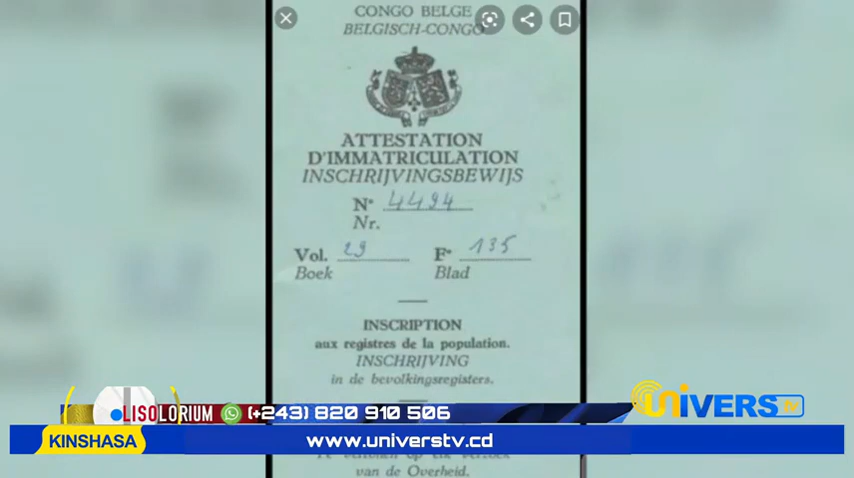 CONGO BELGE
BELGISCH-CONGO
ATTESTATION
D'IMMATRICULATION
INSCHRIJVINGSBEWIJS
N° 4494
Nr.
Vol. 29 F° 135
Boek Blad
INSCRIPTION
aux registres de la population.
INSCHRIJVING
in de bevolkingsregisters.
LISOLORIUM (+243) 820 910 506
UNIVERS tv
KINSHASA www.universtv.cd
van de Overheid.